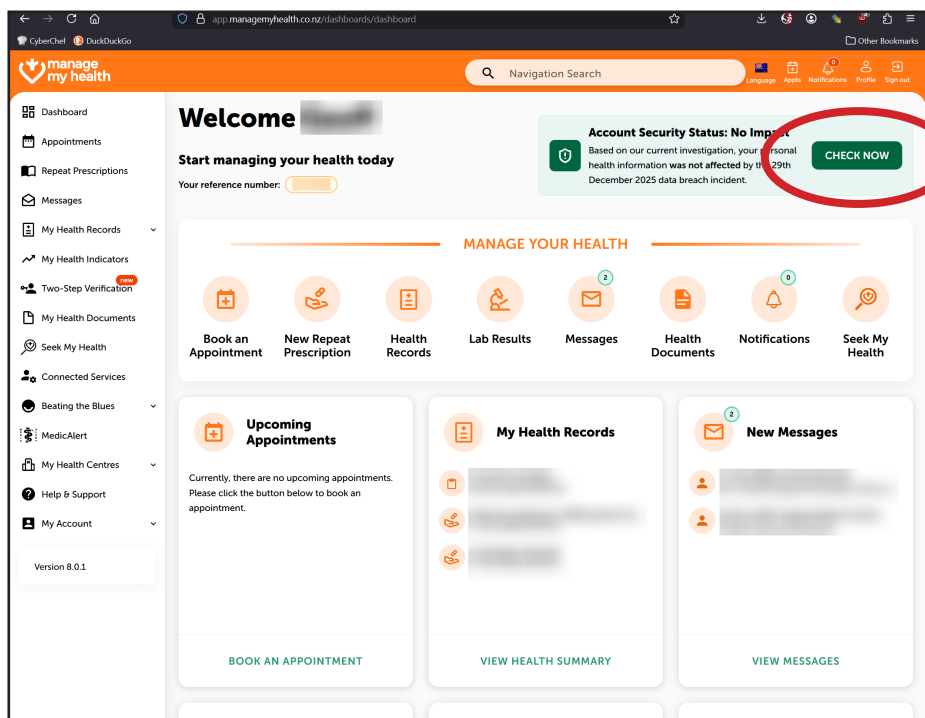 app.managemyhealth.co.nz/dashboards/dashboard
CyberChef
DuckDuckGo
Other Bookmarks
manage
my health
Navigation Search
Language
Appts
0
Notifications
Profile
Sign out
Dashboard
Appointments
Repeat Prescriptions
Messages
My Health Records
My Health Indicators
new
Two-Step Verification
My Health Documents
Seek My Health
Connected Services
Beating the Blues
MedicAlert
My Health Centres
Help & Support
My Account
Version 8.0.1
Welcome
Start managing your health today
Your reference number:
Account Security Status: No Impact
Based on our current investigation, your personal
health information was not affected by the 29th
December 2025 data breach incident.
CHECK NOW
MANAGE YOUR HEALTH
2
0
Book an
Appointment
New Repeat
Prescription
Health
Records
Lab Results
Messages
Health
Documents
Notifications
Seek My
Health
Upcoming
Appointments
Currently, there are no upcoming appointments.
Please click the button below to book an
appointment.
BOOK AN APPOINTMENT
My Health Records
VIEW HEALTH SUMMARY
2
New Messages
VIEW MESSAGES